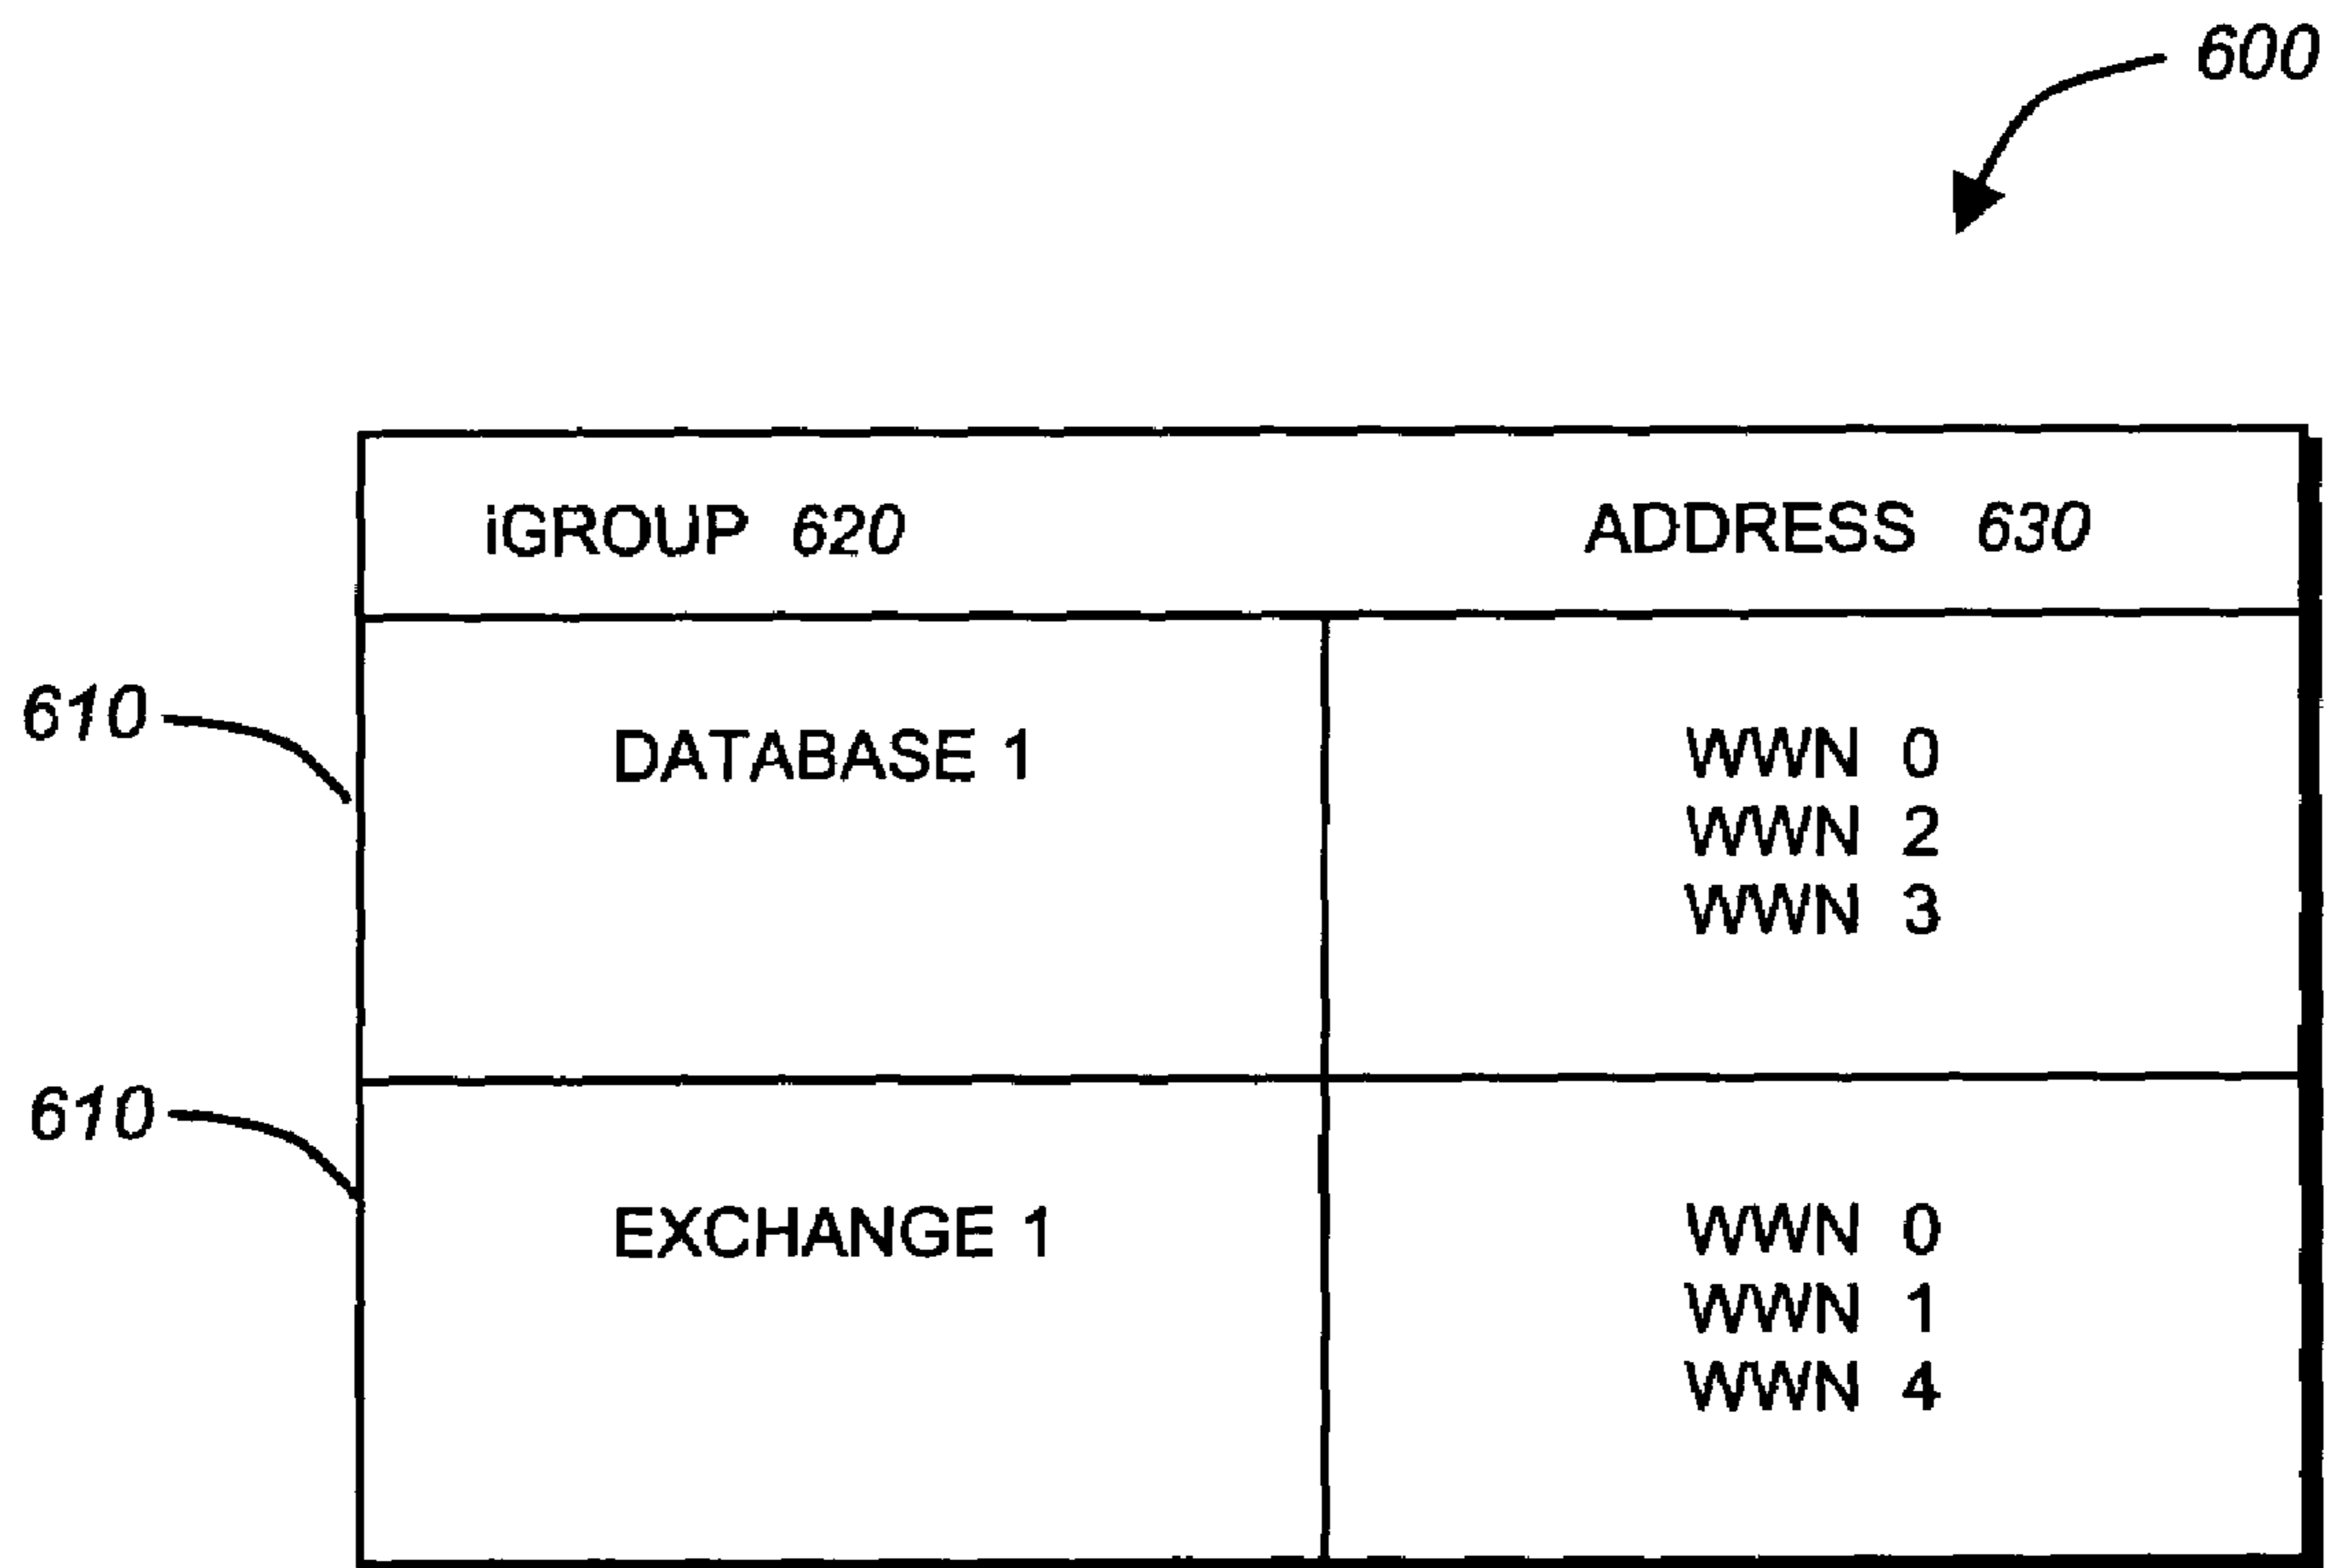 600
iGROUP 620 ADDRESS 630
610
DATABASE 1 WWN 0
WWN 2
WWN 3
610
EXCHANGE 1 WWN 0
WWN 1
WWN 4